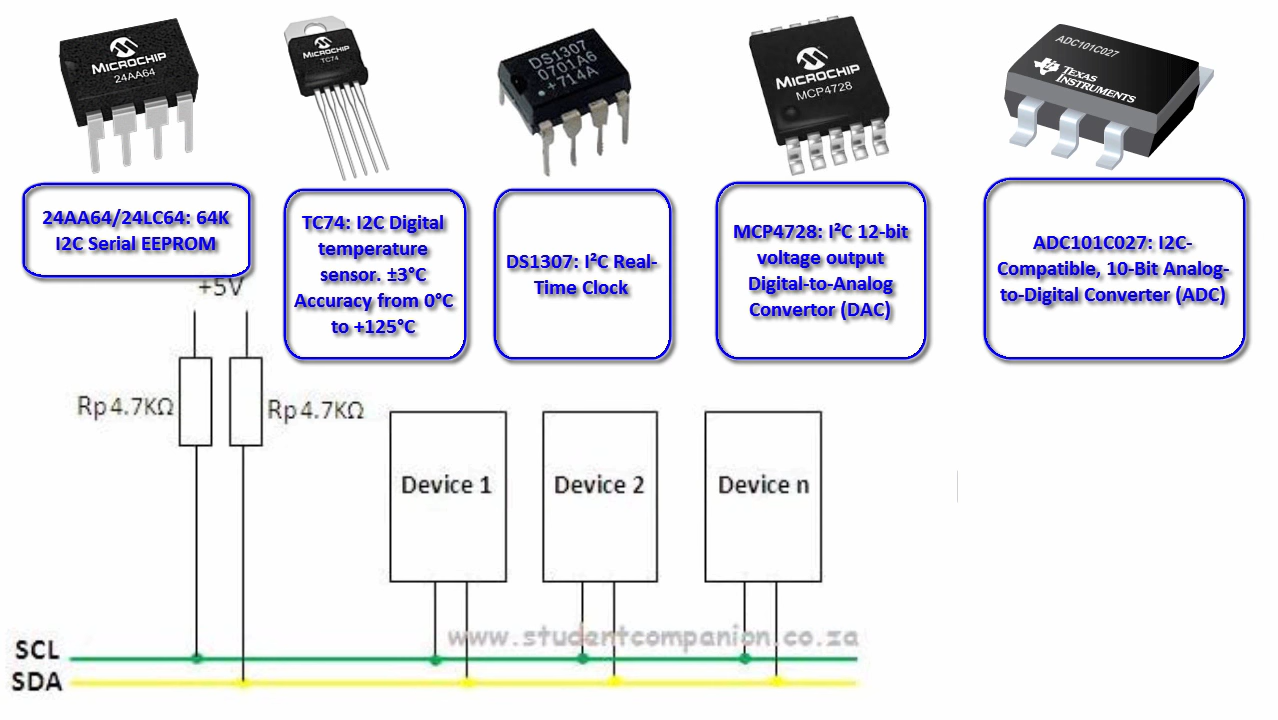 MICROCHIP
24AA64
MICROCHIP
TC74
DS1307
0701A6
+714A
MICROCHIP
MCP4728
ADC101C027
TEXAS
INSTRUMENTS
24AA64/24LC64: 64K
I2C Serial EEPROM
TC74: I2C Digital
temperature
sensor. ±3°C
Accuracy from 0°C
to +125°C
DS1307: I²C Real-
Time Clock
MCP4728: I²C 12-bit
voltage output
Digital-to-Analog
Convertor (DAC)
ADC101C027: I2C-
Compatible, 10-Bit Analog-
to-Digital Converter (ADC)
+5V
Rp 4.7KΩ
Rp 4.7KΩ
Device 1
Device 2
Device n
www.studentcompanion.co.za
SCL
SDA